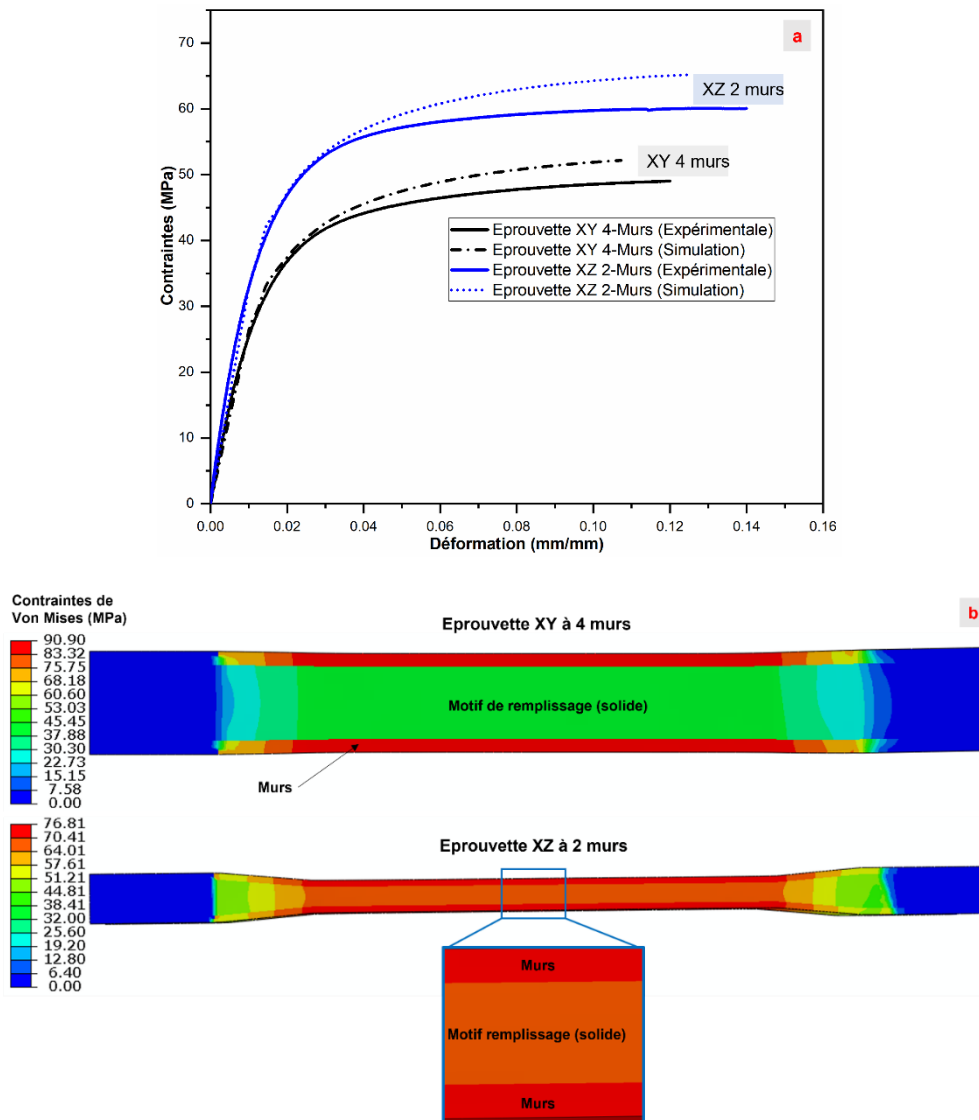 a
70
60
50
40
30
20
10
0
Contraintes (MPa)
XZ 2 murs
XY 4 murs
Eprouvette XY 4-Murs (Expérimentale)
Eprouvette XY 4-Murs (Simulation)
Eprouvette XZ 2-Murs (Expérimentale)
Eprouvette XZ 2-Murs (Simulation)
0.00 0.02 0.04 0.06 0.08 0.10 0.12 0.14 0.16
Déformation (mm/mm)
b
Contraintes de
Von Mises (MPa)
90.90
83.32
75.75
68.18
60.60
53.03
45.45
37.88
30.30
22.73
15.15
7.58
0.00
Eprouvette XY à 4 murs
Motif de remplissage (solide)
Murs
76.81
70.41
64.01
57.61
51.21
44.81
38.41
32.00
25.60
19.20
12.80
6.40
0.00
Eprouvette XZ à 2 murs
Murs
Motif remplissage (solide)
Murs